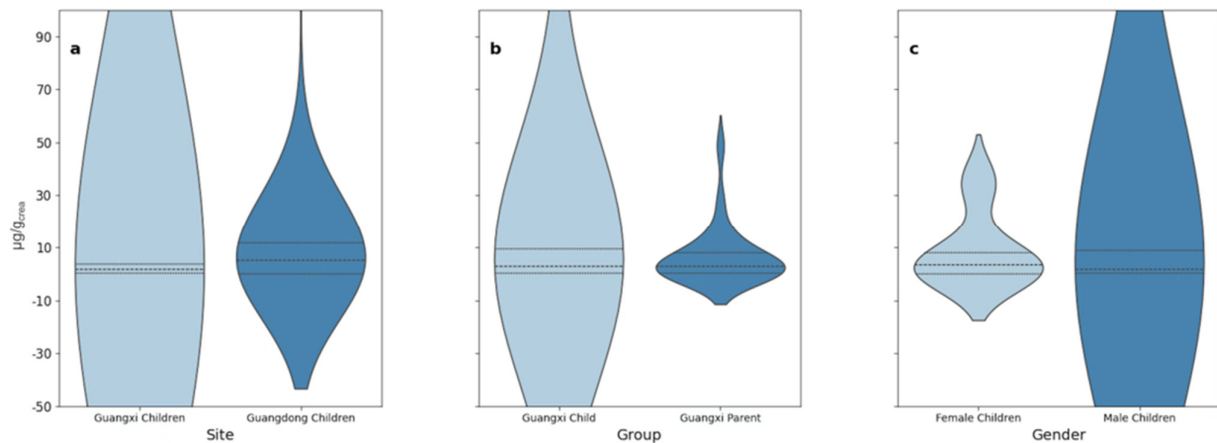 a
b
c
90
70
50
30
10
-10
-30
-50
µg/gcrea
Guangxi Children Guangdong Children
Guangxi Child Guangxi Parent
Female Children Male Children
Site
Group
Gender